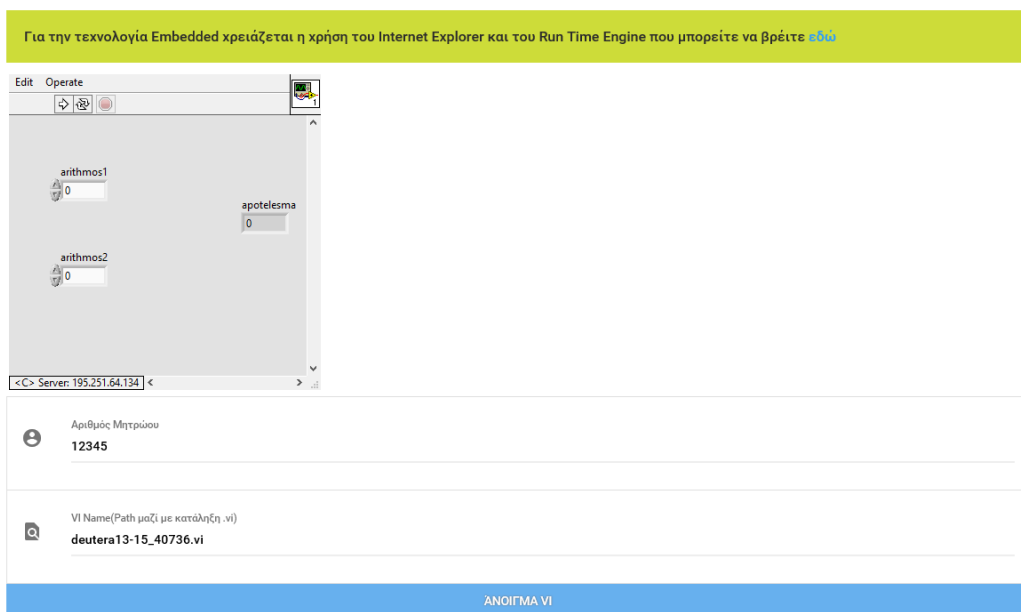 Για την τεχνολογία Embedded χρειάζεται η χρήση του Internet Explorer και του Run Time Engine που μπορείτε να βρέιτε εδώ
Edit Operate
1
arithmos1
0
apotelesma
0
arithmos2
0
<C> Server: 195.251.64.134
Αριθμός Μητρώου
12345
VI Name(Path μαζί με κατάληξη .vi)
deutera13-15_40736.vi
ΆΝΟΙΓΜΑ VI